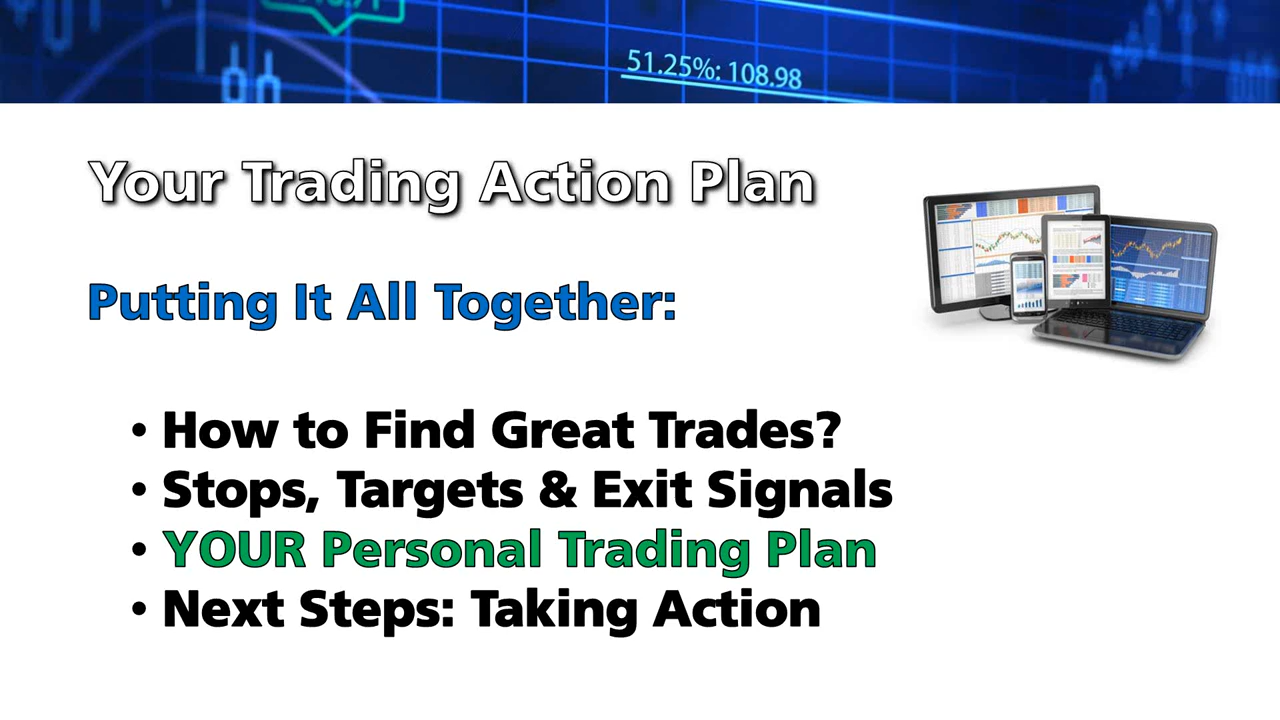 51.25%: 108.98
Your Trading Action Plan
Putting It All Together:
• How to Find Great Trades?
• Stops, Targets & Exit Signals
• YOUR Personal Trading Plan
• Next Steps: Taking Action